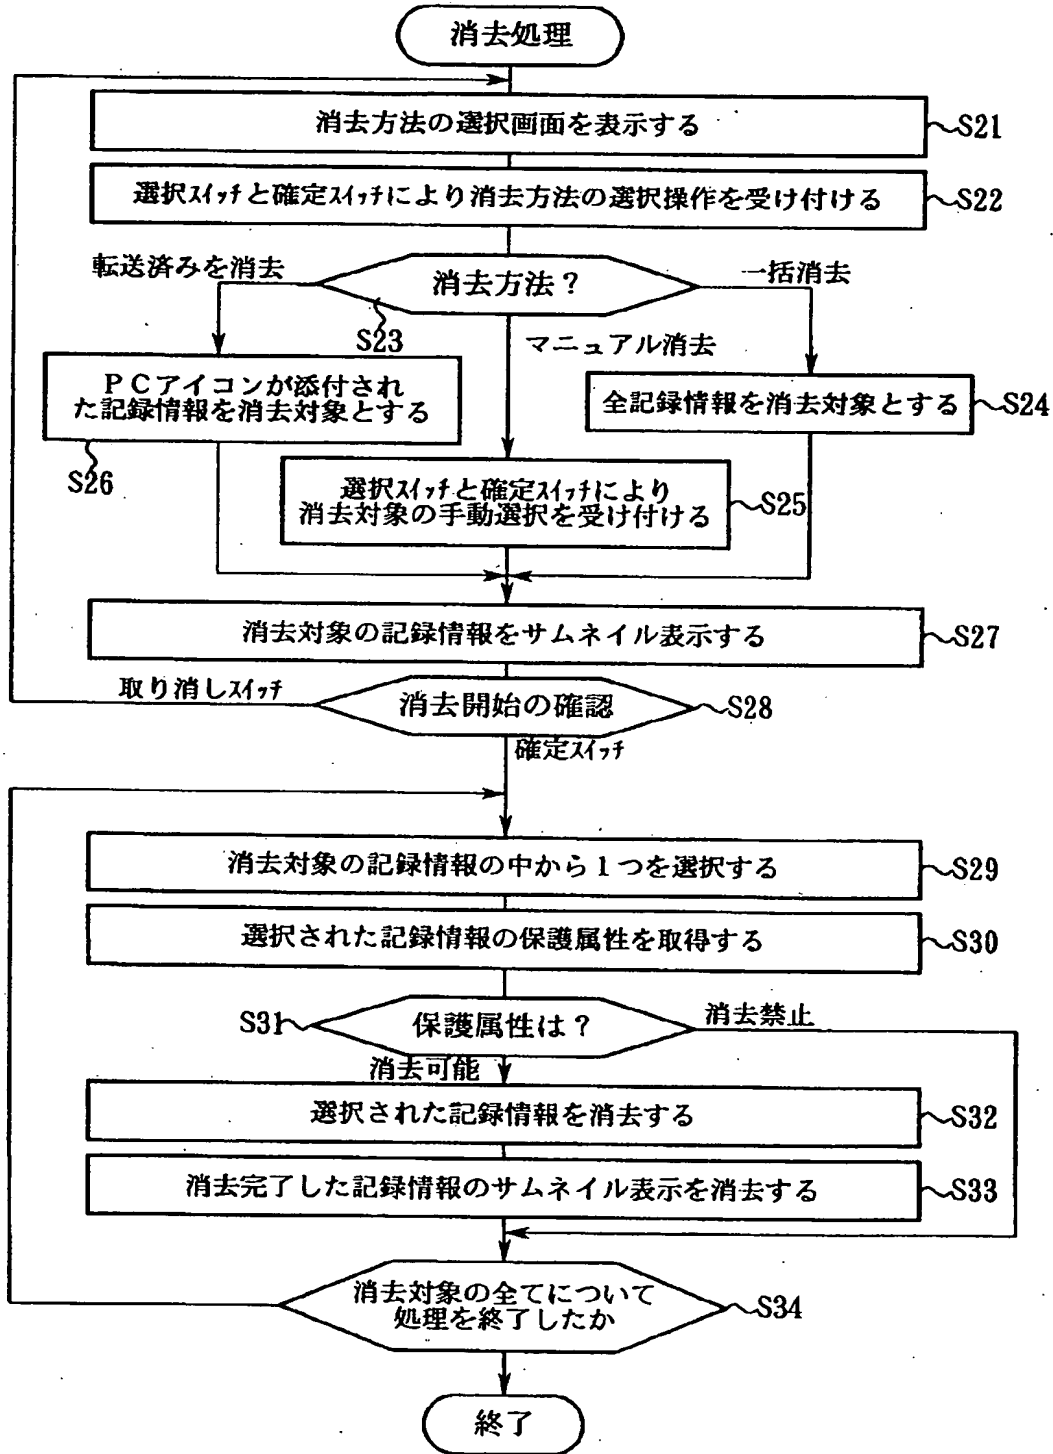 消去処理
消去方法の選択画面を表示する
S21
選択スイッチと確定スイッチにより消去方法の選択操作を受け付ける
S22
転送済みを消去
消去方法?
一括消去
S23
マニュアル消去
PCアイコンが添付され
た記録情報を消去対象とする
S26
全記録情報を消去対象とする
S24
選択スイッチと確定スイッチにより
消去対象の手動選択を受け付ける
S25
消去対象の記録情報をサムネイル表示する
S27
取り消しスイッチ
消去開始の確認
S28
確定スイッチ
消去対象の記録情報の中から1つを選択する
S29
選択された記録情報の保護属性を取得する
S30
S31
保護属性は?
消去禁止
消去可能
選択された記録情報を消去する
S32
消去完了した記録情報のサムネイル表示を消去する
S33
消去対象の全てについて
処理を終了したか
S34
終了